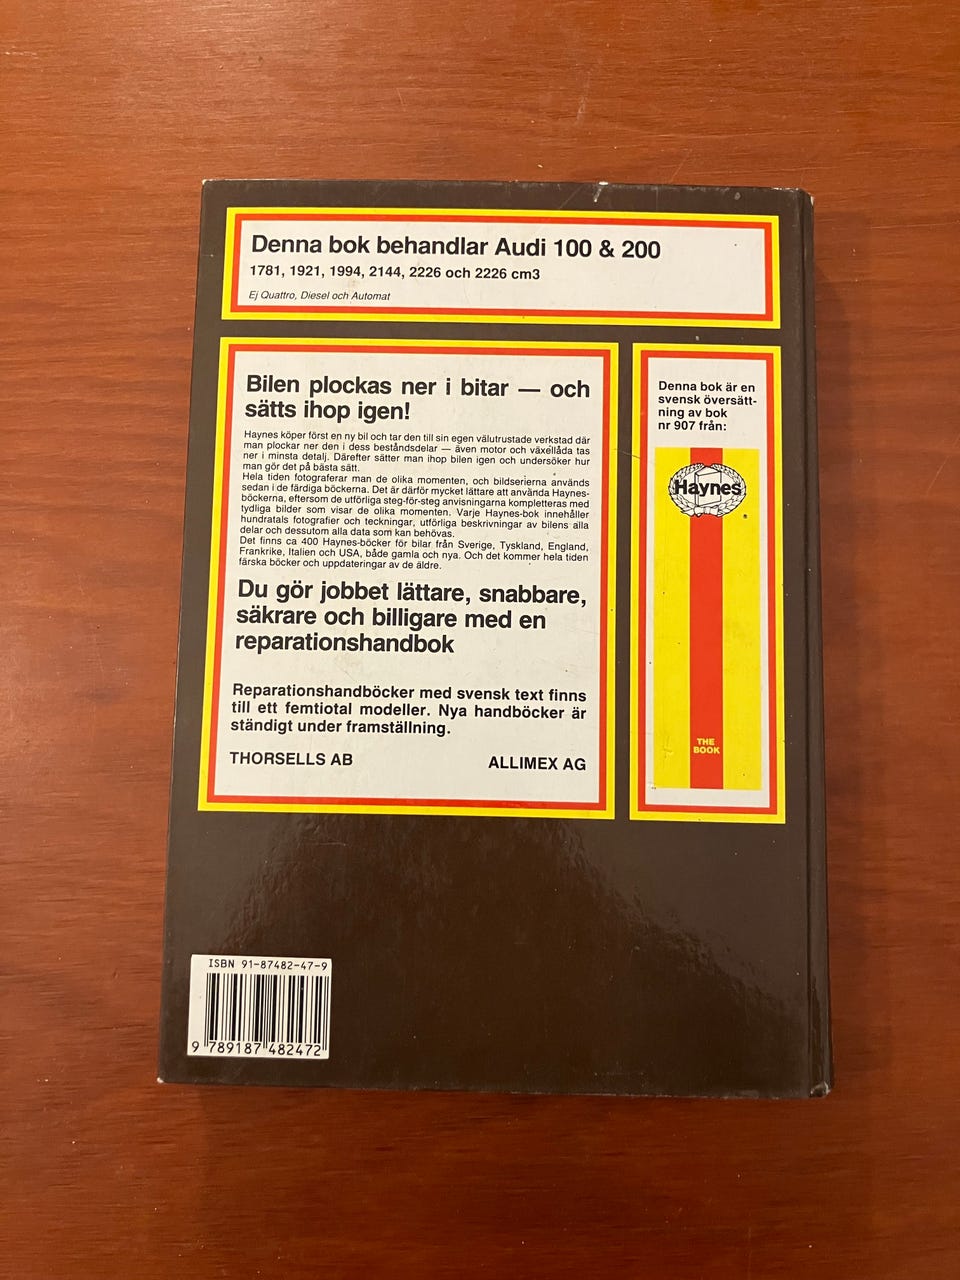 Denna bok behandlar Audi 100 & 200
1781, 1921, 1994, 2144, 2226 och 2226 cm3
Ej Quattro, Diesel och Automat
Bilen plockas ner i bitar — och
sätts ihop igen!
Haynes köper först en ny bil och tar den till sin egen välutrustade verkstad där
man plockar ner den i dess beståndsdelar — även motor och växellåda tas
ner i minsta detalj. Därefter sätter man ihop bilen igen och undersöker hur
man gör det på bästa sätt.
Hela tiden fotograferar man de olika momenten, och bildserierna används
sedan i de färdiga böckerna. Det är därför mycket lättare att använda Haynes-
böckerna, eftersom de utförliga steg-för-steg anvisningarna kompletteras med
tydliga bilder som visar de olika momenten. Varje Haynes-bok innehåller
hundratals fotografier och teckningar, utförliga beskrivningar av bilens alla
delar och dessutom alla data som kan behövas.
Det finns ca 400 Haynes-böcker för bilar från Sverige, Tyskland, England,
Frankrike, Italien och USA, både gamla och nya. Och det kommer hela tiden
färska böcker och uppdateringar av de äldre.
Du gör jobbet lättare, snabbare,
säkrare och billigare med en
reparationshandbok
Reparationshandböcker med svensk text finns
till ett femtiotal modeller. Nya handböcker är
ständigt under framställning.
THORSELLS AB ALLIMEX AG
Denna bok är en
svensk översätt-
ning av bok
nr 907 från:
Haynes
®
THE
BOOK
ISBN 91-87482-47-9
9 789187 482472